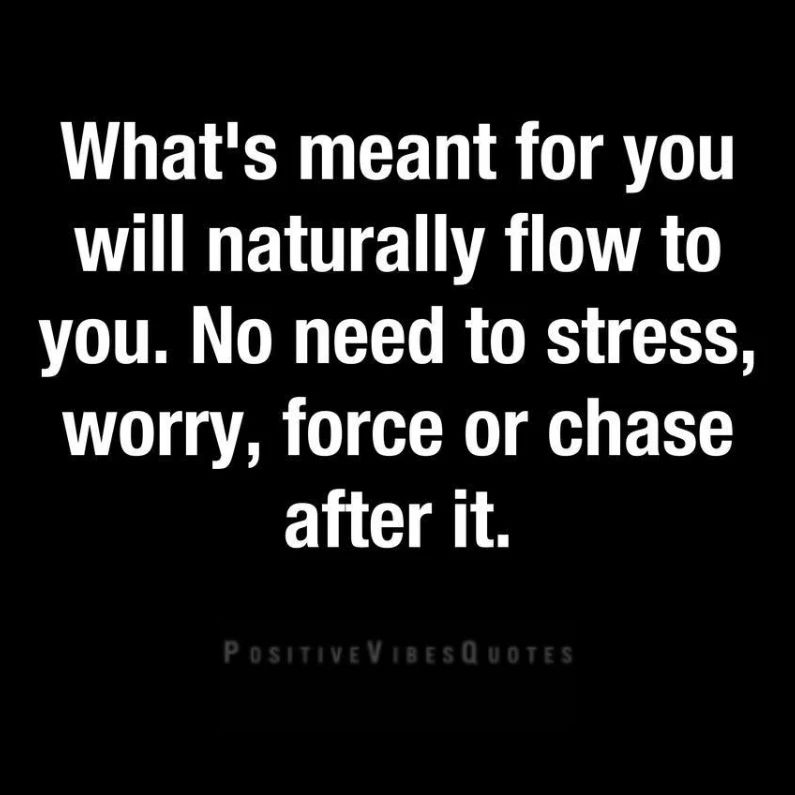 What's meant for you
will naturally flow to
you. No need to stress,
worry, force or chase
after it.
PositiveVibesQuotes